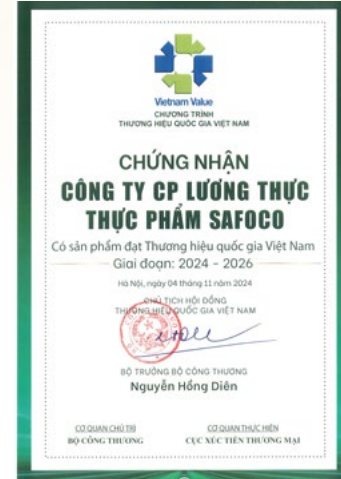 Vietnam Value
CHƯƠNG TRÌNH
THƯƠNG HIỆU QUỐC GIA VIỆT NAM
CHỨNG NHẬN
CÔNG TY CP LƯƠNG THỰC
THỰC PHẨM SAFOCO
Có sản phẩm đạt Thương hiệu quốc gia Việt Nam
Giai đoạn: 2024 - 2026
Hà Nội, ngày 04 tháng 11 năm 2024
CHỦ TỊCH HỘI ĐỒNG
THƯƠNG HIỆU QUỐC GIA VIỆT NAM
BỘ TRƯỞNG BỘ CÔNG THƯƠNG
Nguyễn Hồng Diên
CƠ QUAN CHỦ TRÌ
BỘ CÔNG THƯƠNG
CƠ QUAN THỰC HIỆN
CỤC XÚC TIẾN THƯƠNG MẠI